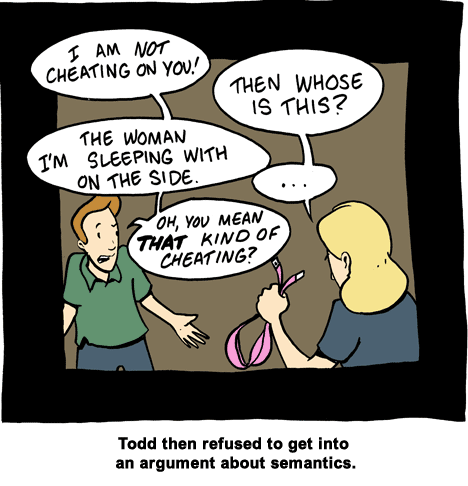 I AM NOT
CHEATING ON YOU!
THEN WHOSE
IS THIS?
THE WOMAN
I'M SLEEPING WITH
ON THE SIDE.
...
OH, YOU MEAN
THAT KIND OF
CHEATING?
Todd then refused to get into
an argument about semantics.